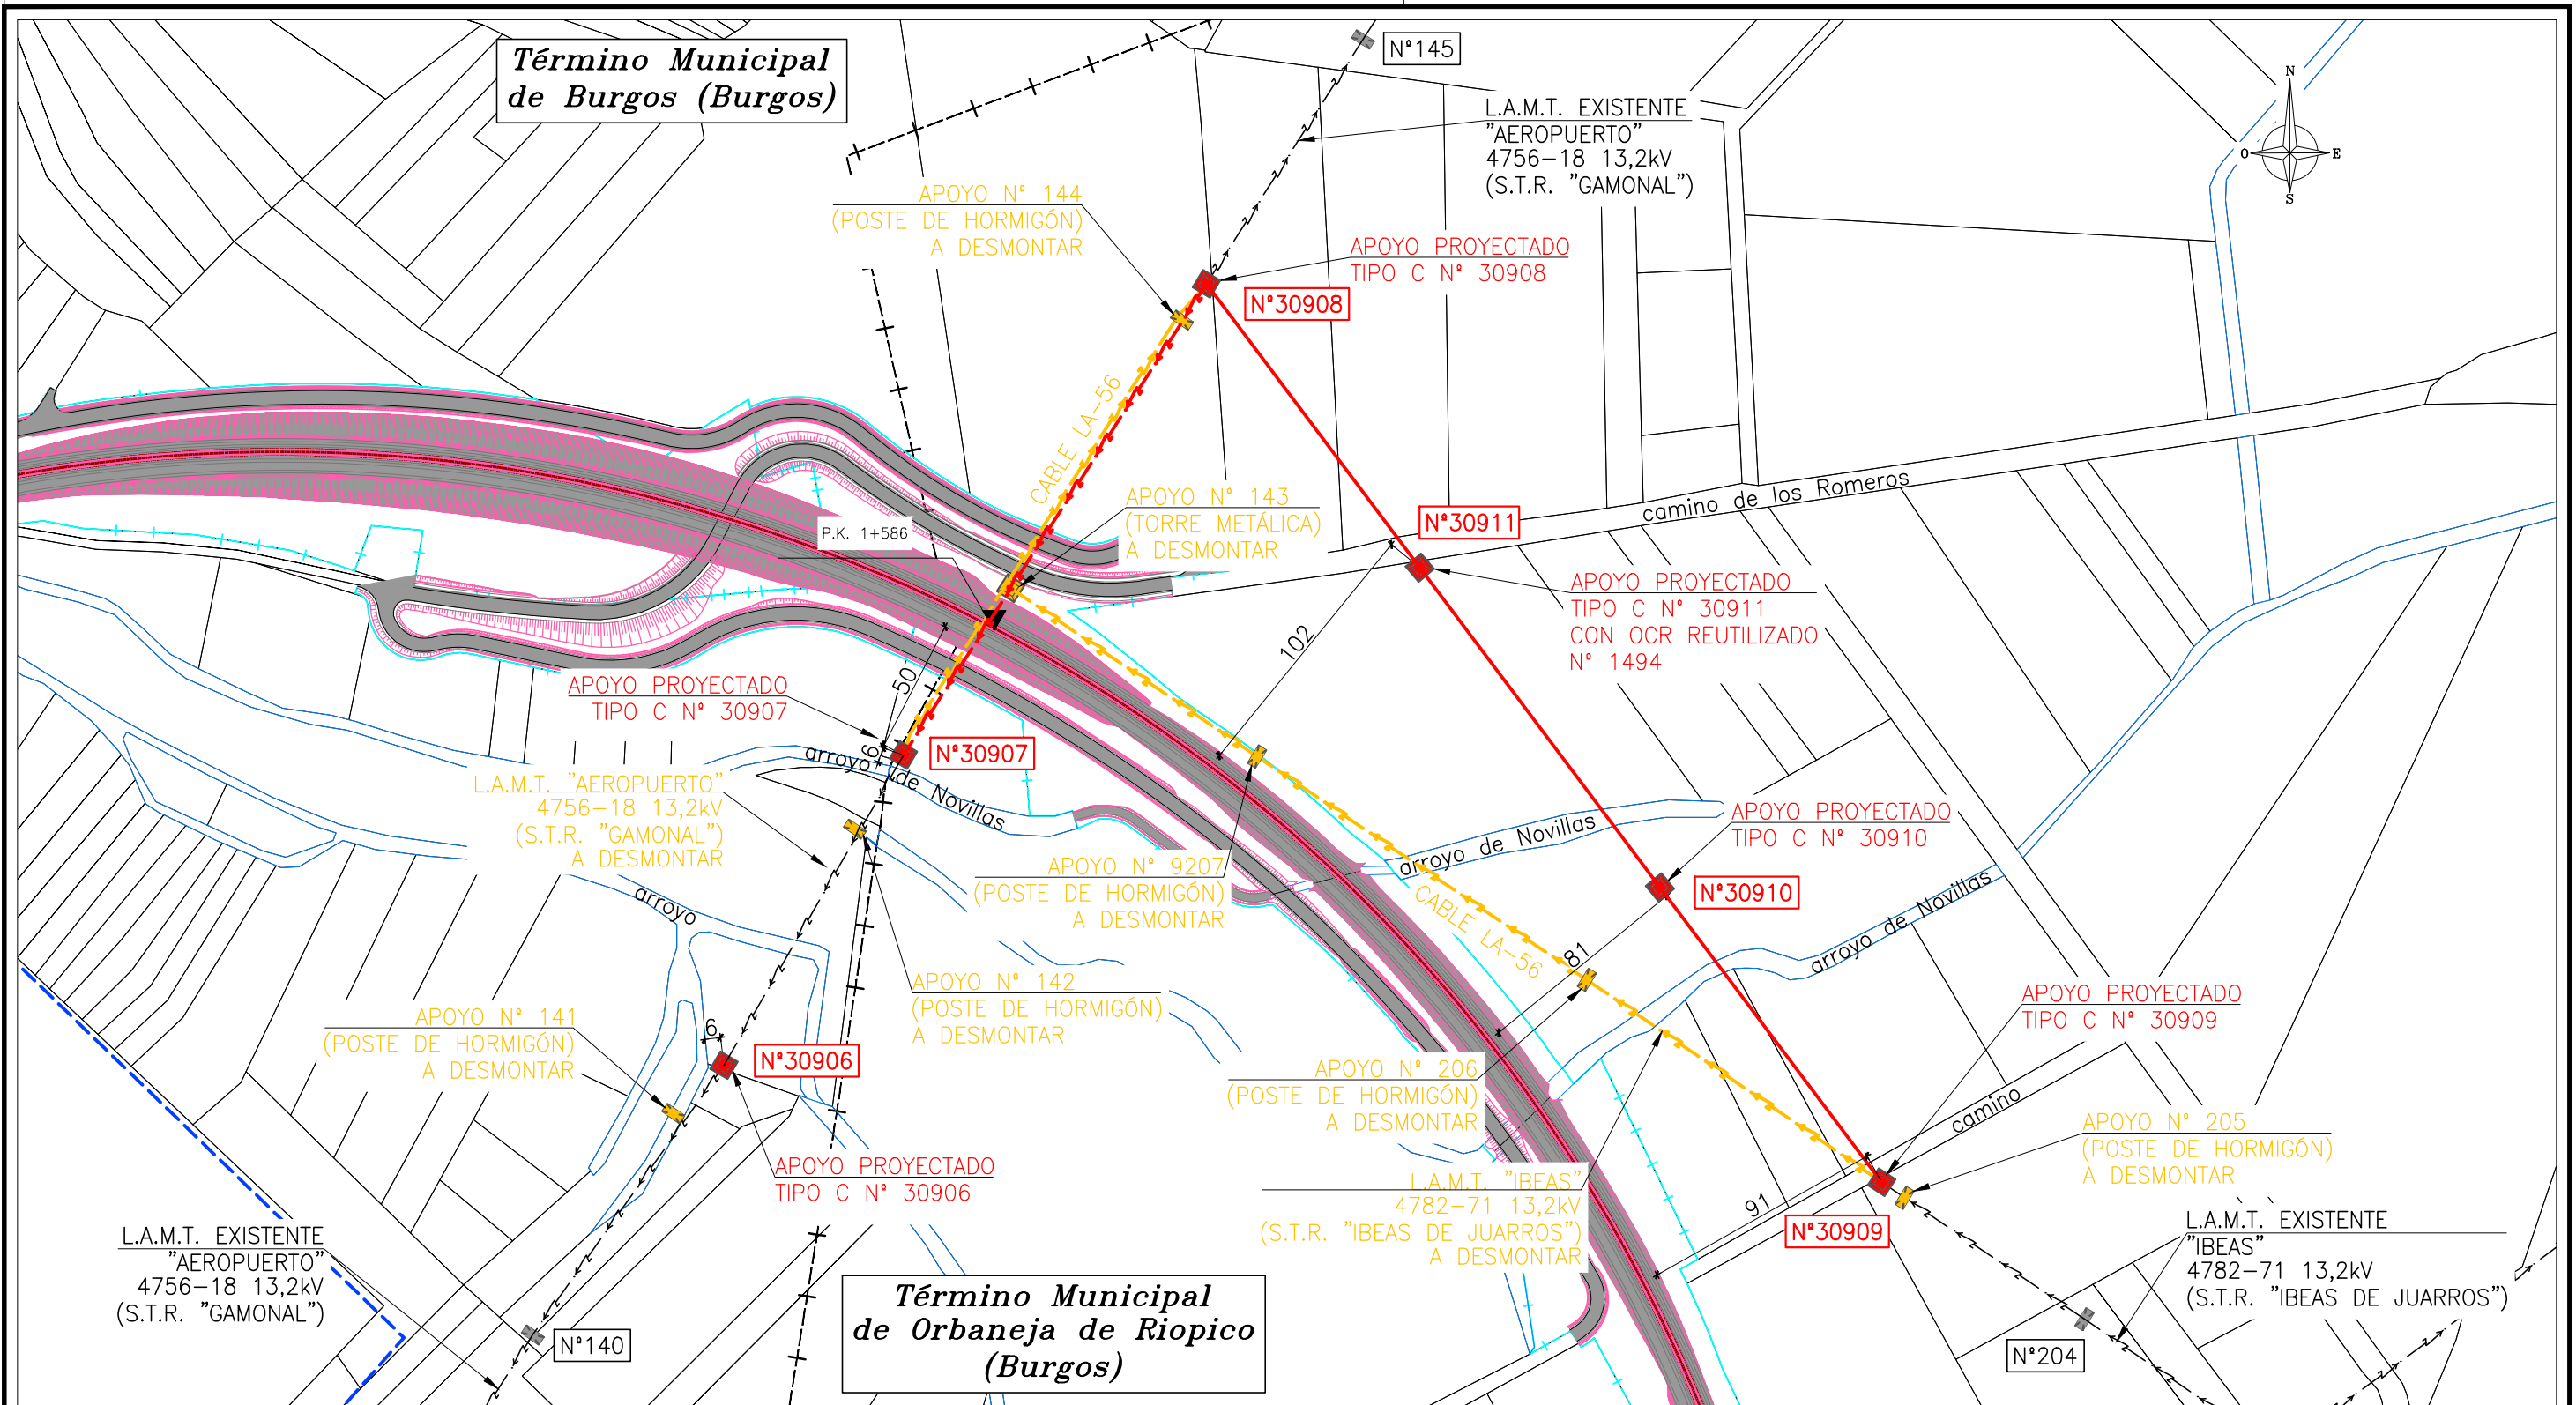 Término Municipal
de Burgos (Burgos)
Nº145
L.A.M.T. EXISTENTE
"AEROPUERTO"
4756-18 13,2kV
(S.T.R. "GAMONAL")
N
O
E
S
APOYO Nº 144
(POSTE DE HORMIGÓN)
A DESMONTAR
APOYO PROYECTADO
TIPO C Nº 30908
Nº30908
CABLE LA-56
APOYO Nº 143
(TORRE METÁLICA)
A DESMONTAR
P.K. 1+586
Nº30911
camino de los Romeros
APOYO PROYECTADO
TIPO C Nº 30911
CON OCR REUTILIZADO
Nº 1494
102
50
APOYO PROYECTADO
TIPO C Nº 30907
Nº30907
6
arroyo de Novillas
L.A.M.T. "AEROPUERTO"
4756-18 13,2kV
(S.T.R. "GAMONAL")
A DESMONTAR
APOYO Nº 9207
(POSTE DE HORMIGÓN)
A DESMONTAR
arroyo de Novillas
APOYO PROYECTADO
TIPO C Nº 30910
Nº30910
CABLE LA-56
81
arroyo de Novillas
arroyo
APOYO Nº 142
(POSTE DE HORMIGÓN)
A DESMONTAR
APOYO Nº 141
(POSTE DE HORMIGÓN)
A DESMONTAR
6
Nº30906
APOYO PROYECTADO
TIPO C Nº 30909
APOYO Nº 206
(POSTE DE HORMIGÓN)
A DESMONTAR
camino
APOYO Nº 205
(POSTE DE HORMIGÓN)
A DESMONTAR
APOYO PROYECTADO
TIPO C Nº 30906
L.A.M.T. "IBEAS"
4782-71 13,2kV
(S.T.R. "IBEAS DE JUARROS")
A DESMONTAR
91
Nº30909
L.A.M.T. EXISTENTE
"IBEAS"
4782-71 13,2kV
(S.T.R. "IBEAS DE JUARROS")
L.A.M.T. EXISTENTE
"AEROPUERTO"
4756-18 13,2kV
(S.T.R. "GAMONAL")
Nº140
Término Municipal
de Orbaneja de Riopico
(Burgos)
Nº204